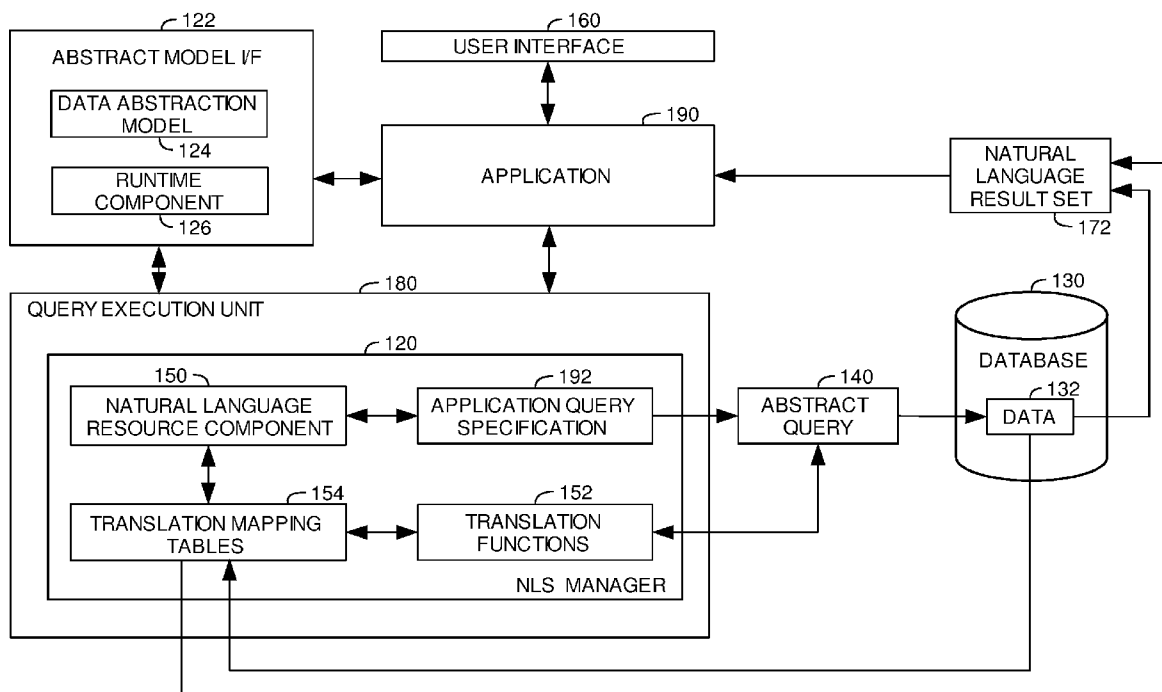 122
ABSTRACT MODEL I/F
DATA ABSTRACTION
MODEL
124
RUNTIME
COMPONENT
126
160
USER INTERFACE
190
APPLICATION
NATURAL
LANGUAGE
RESULT SET
172
180
QUERY EXECUTION UNIT
120
150
NATURAL LANGUAGE
RESOURCE COMPONENT
192
APPLICATION QUERY
SPECIFICATION
154
TRANSLATION MAPPING
TABLES
152
TRANSLATION
FUNCTIONS
NLS MANAGER
140
ABSTRACT
QUERY
130
DATABASE
132
DATA